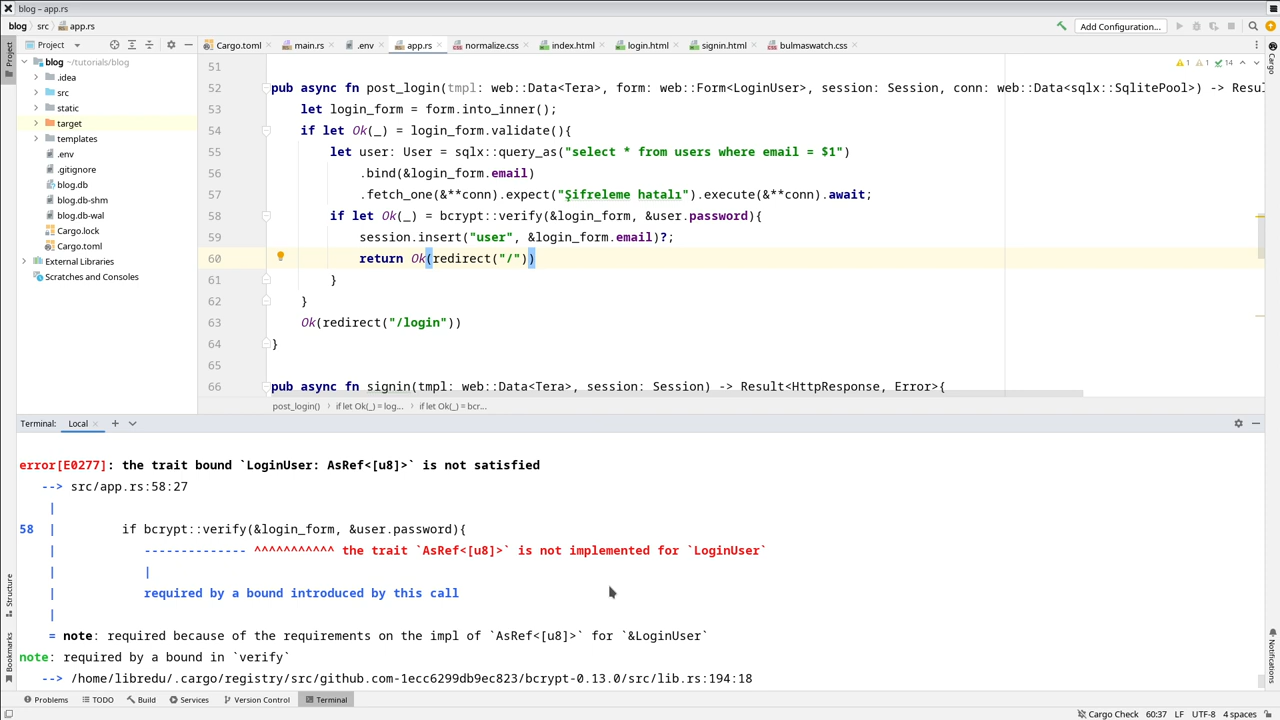 blog – app.rs
blog
src
app.rs
Add Configuration...
Project
Cargo.toml
main.rs
.env
app.rs
normalize.css
index.html
login.html
signin.html
bulmaswatch.css
Project
Cargo
blog ~/tutorials/blog
.idea
src
static
target
templates
.env
.gitignore
blog.db
blog.db-shm
blog.db-wal
Cargo.lock
Cargo.toml
External Libraries
Scratches and Consoles
1 1 14
51
52 pub async fn post_login(tmpl: web::Data<Tera>, form: web::Form<LoginUser>, session: Session, conn: web::Data<sqlx::SqlitePool>) -> Resul
53 let login_form = form.into_inner();
54 if let Ok(_) = login_form.validate(){
55 let user: User = sqlx::query_as("select * from users where email = $1")
56 .bind(&login_form.email)
57 .fetch_one(&**conn).expect("Şifreleme hatalı").execute(&**conn).await;
58 if let Ok(_) = bcrypt::verify(&login_form, &user.password){
59 session.insert("user", &login_form.email)?;
60 return Ok(redirect("/"))
61 }
62 }
63 Ok(redirect("/login"))
64 }
65
66 pub async fn signin(tmpl: web::Data<Tera>, session: Session) -> Result<HttpResponse, Error>{
post_login()
if let Ok(_) = log...
if let Ok(_) = bcr...
Terminal:
Local
error[E0277]: the trait bound `LoginUser: AsRef<[u8]>` is not satisfied
--> src/app.rs:58:27
|
58 | if bcrypt::verify(&login_form, &user.password){
| -------------- ^^^^^^^^^^^ the trait `AsRef<[u8]>` is not implemented for `LoginUser`
| |
| required by a bound introduced by this call
|
= note: required because of the requirements on the impl of `AsRef<[u8]>` for `&LoginUser`
note: required by a bound in `verify`
--> /home/libredu/.cargo/registry/src/github.com-1ecc6299db9ec823/bcrypt-0.13.0/src/lib.rs:194:18
Structure
Bookmarks
Notifications
Problems
TODO
Build
Services
Version Control
Terminal
Cargo Check
60:37
LF
UTF-8
4 spaces